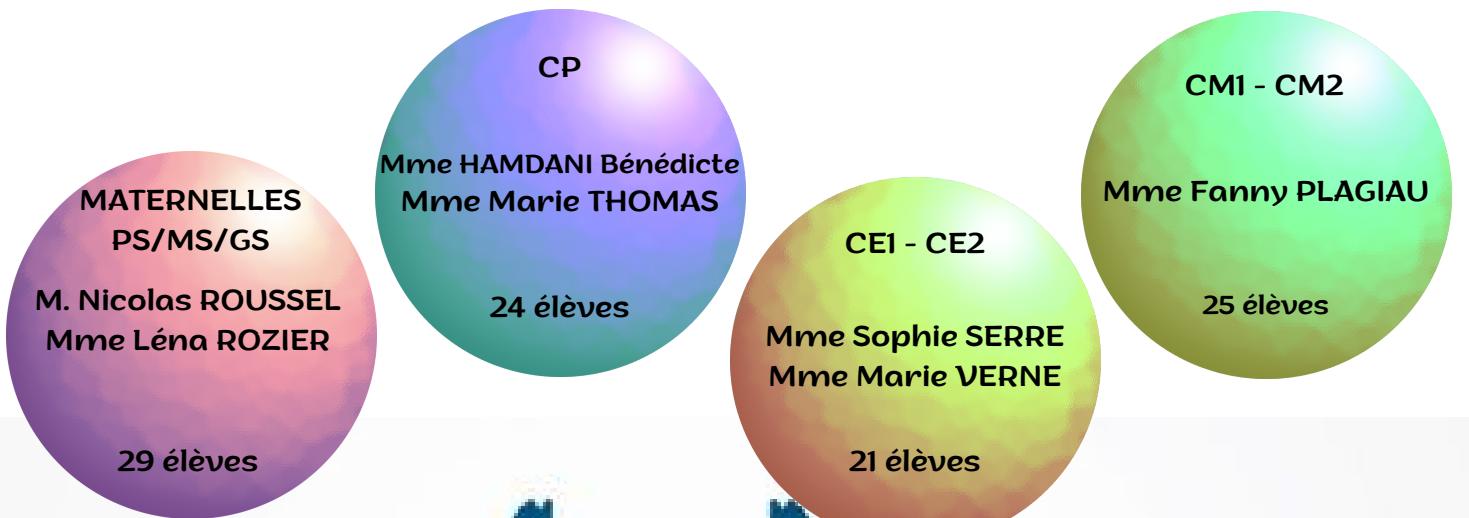 MATERNELLES
PS/MS/GS
M. Nicolas ROUSSEL
Mme Léna ROZIER
29 élèves
CP
Mme HAMDANI Bénédicte
Mme Marie THOMAS
24 élèves
CE1 - CE2
Mme Sophie SERRE
Mme Marie VERNE
21 élèves
CM1 - CM2
Mme Fanny PLAGIAU
25 élèves